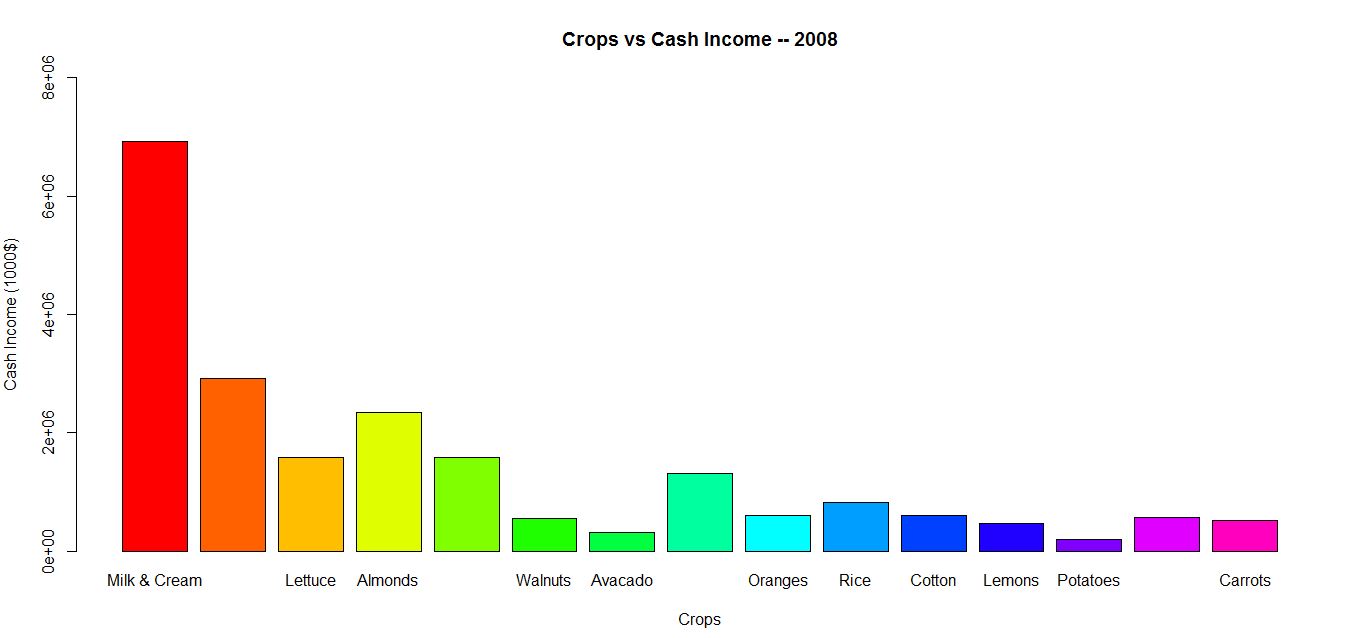 Crops vs Cash Income -- 2008
8e+06
6e+06
4e+06
2e+06
0e+00
Cash Income (1000$)
Milk & Cream Lettuce Almonds Walnuts Avacado Oranges Rice Cotton Lemons Potatoes Carrots
Crops